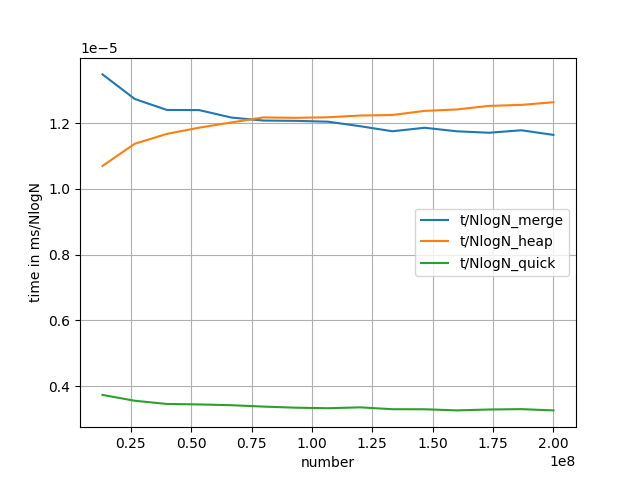 1e−5
1.2
1.0
0.8
0.6
0.4
time in ms/NlogN
t/NlogN_merge
t/NlogN_heap
t/NlogN_quick
0.25 0.50 0.75 1.00 1.25 1.50 1.75 2.00
number
1e8